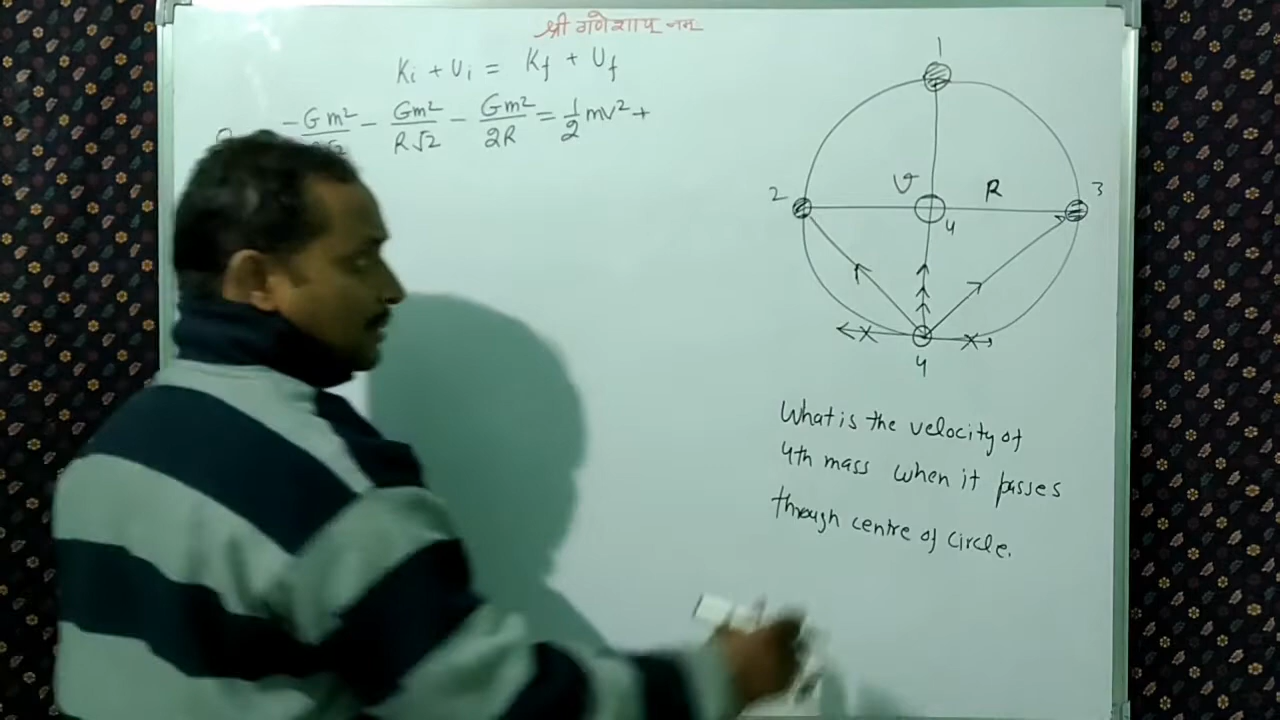 श्री गणेशाय नमः
Ki + Ui = Kf + Uf
-Gm²/ - Gm²/R√2 - Gm²/2R = 1/2 mv² +
1
2
v
R
3
4
4
What is the velocity of
4th mass when it passes
through centre of circle.